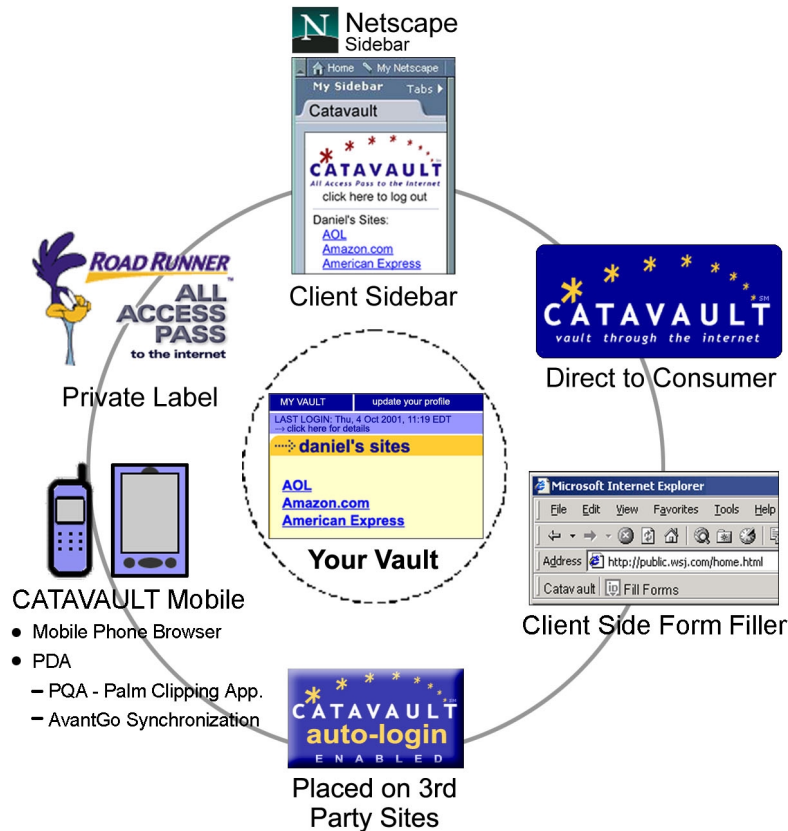 Netscape
Sidebar
Home My Netscape
My Sidebar Tabs
Catavault
CATAVAULT
All Access Pass to the Internet
click here to log out
Daniel's Sites:
AOL
Amazon.com
American Express
Client Sidebar
ROAD RUNNER™
ALL
ACCESS
PASS
to the internet
Private Label
CATAVAULT℠
vault through the internet
Direct to Consumer
MY VAULT update your profile
LAST LOGIN: Thu, 4 Oct 2001, 11:19 EDT
→ click here for details
daniel's sites
AOL
Amazon.com
American Express
Your Vault
Microsoft Internet Explorer
File Edit View Favorites Tools Help
Address http://public.wsj.com/home.html
Catavault Fill Forms
Client Side Form Filler
CATAVAULT Mobile
• Mobile Phone Browser
• PDA
– PQA - Palm Clipping App.
– AvantGo Synchronization
CATAVAULT℠
auto-login
ENABLED
Placed on 3rd
Party Sites